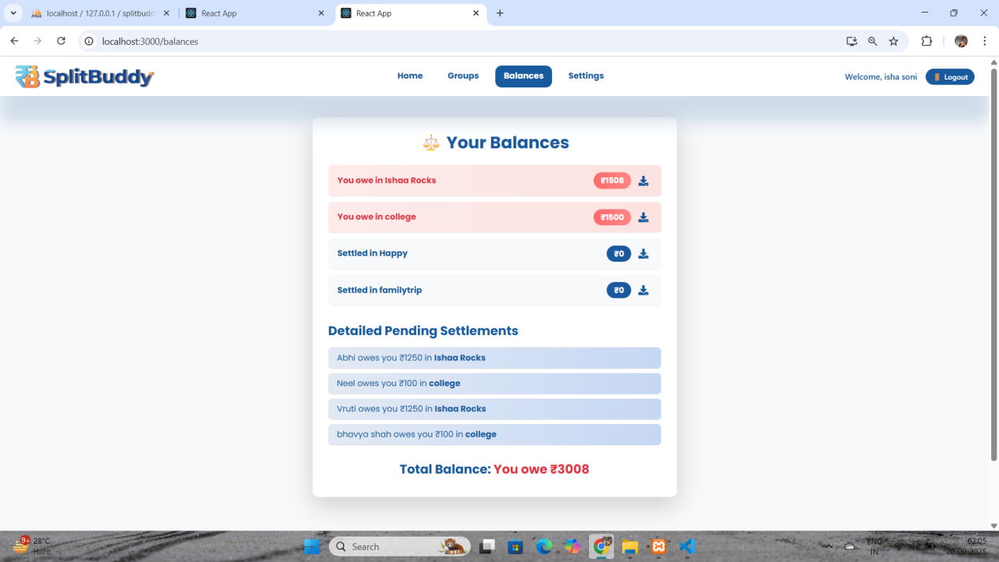 localhost / 127.0.0.1 / splitbudd
React App
React App
localhost:3000/balances
SplitBuddy
Home
Groups
Balances
Settings
Welcome, isha soni
Logout
Your Balances
You owe in Ishaa Rocks ₹1508
You owe in college ₹1500
Settled in Happy ₹0
Settled in familytrip ₹0
Detailed Pending Settlements
Abhi owes you ₹1250 in Ishaa Rocks
Neel owes you ₹100 in college
Vruti owes you ₹1250 in Ishaa Rocks
bhavya shah owes you ₹100 in college
Total Balance: You owe ₹3008
9+
28°C
Haze
Search
ENG
IN
02:05
20-09-2025